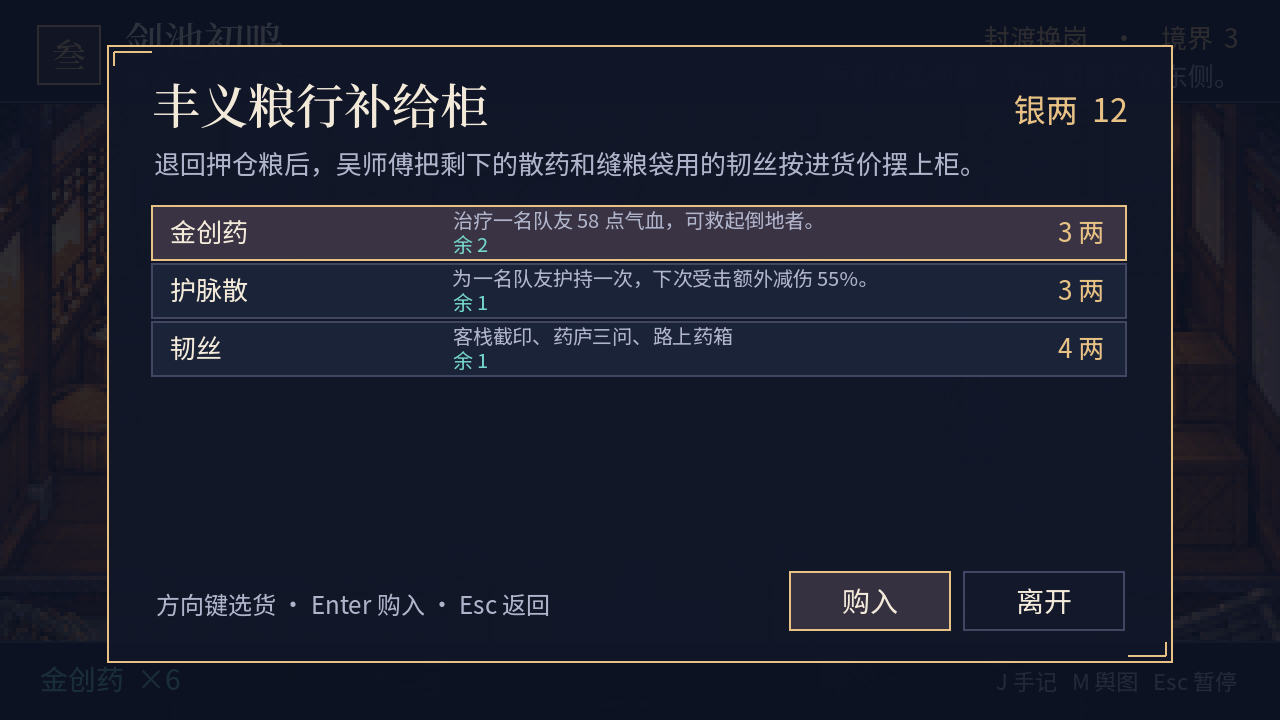 叁 剑池初鸣
封渡换岗 · 境界 3
东侧。
丰义粮行补给柜
银两 12
退回押仓粮后，吴师傅把剩下的散药和缝粮袋用的韧丝按进货价摆上柜。
金创药 治疗一名队友 58 点气血，可救起倒地者。 3 两
余 2
护脉散 为一名队友护持一次，下次受击额外减伤 55%。 3 两
余 1
韧丝 客栈截印、药庐三问、路上药箱 4 两
余 1
方向键选货 · Enter 购入 · Esc 返回
购入 离开
金创药 ×6
J 手记 M 舆图 Esc 暂停